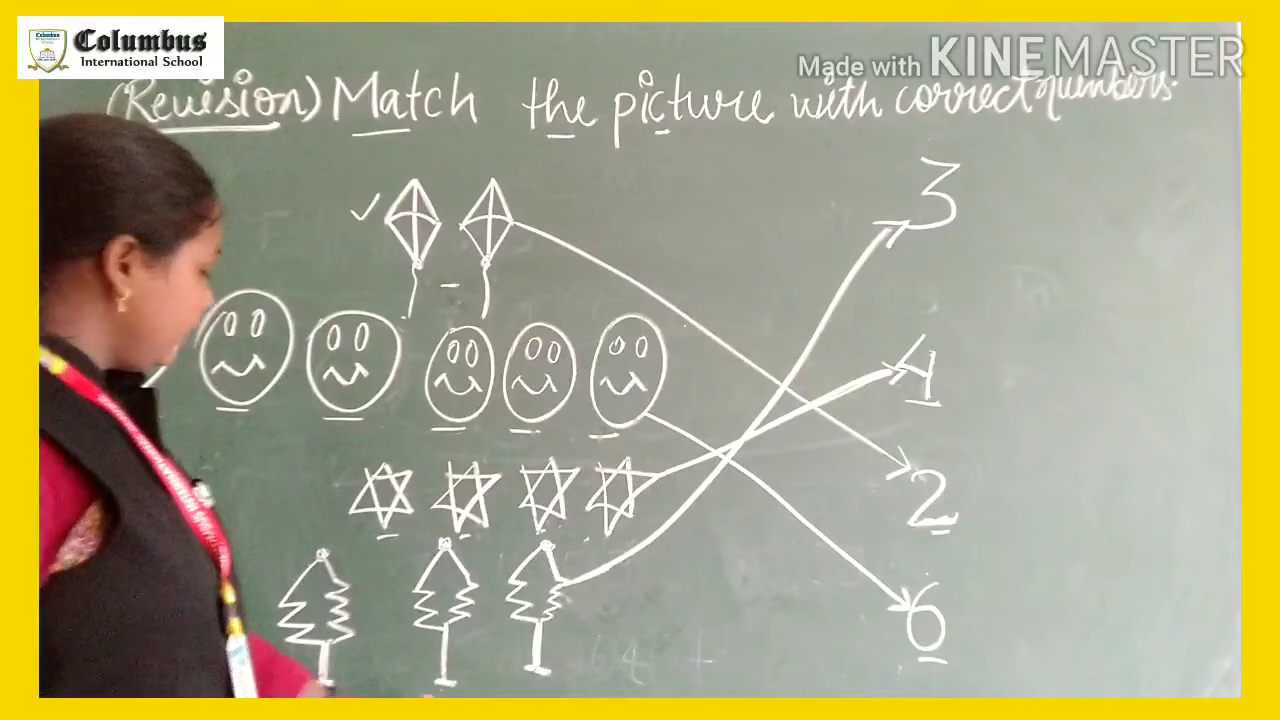 Columbus
International School
Made with KINEMASTER
(Revision) Match the picture with correct numbers.
3
4
2
6